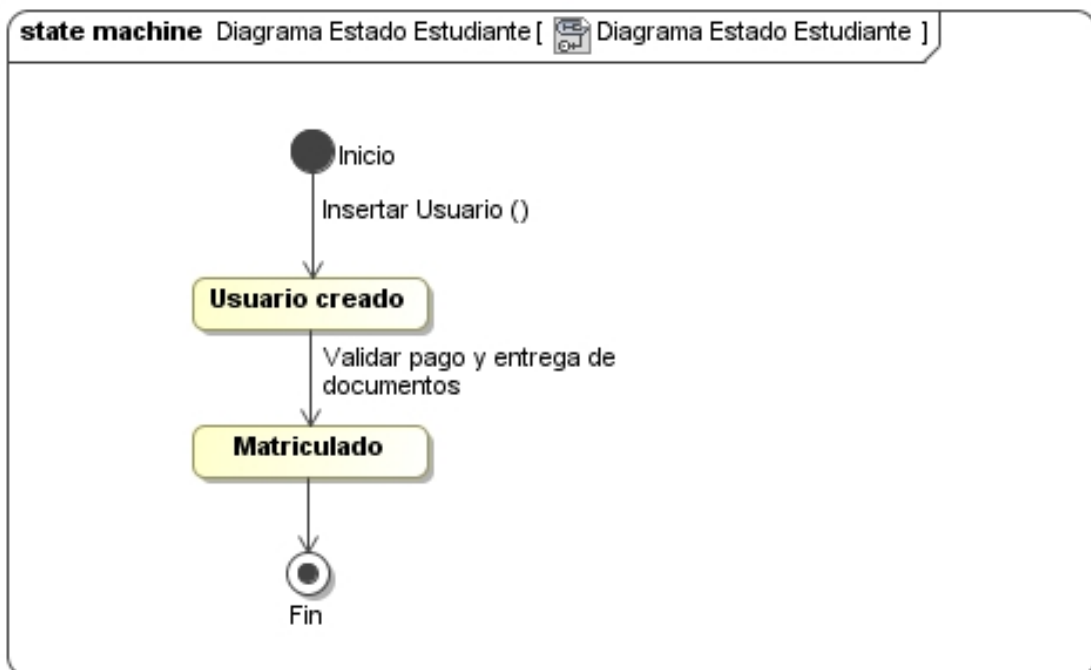 state machine Diagrama Estado Estudiante [ Diagrama Estado Estudiante ]
Inicio
Insertar Usuario ()
Usuario creado
Validar pago y entrega de
documentos
Matriculado
Fin